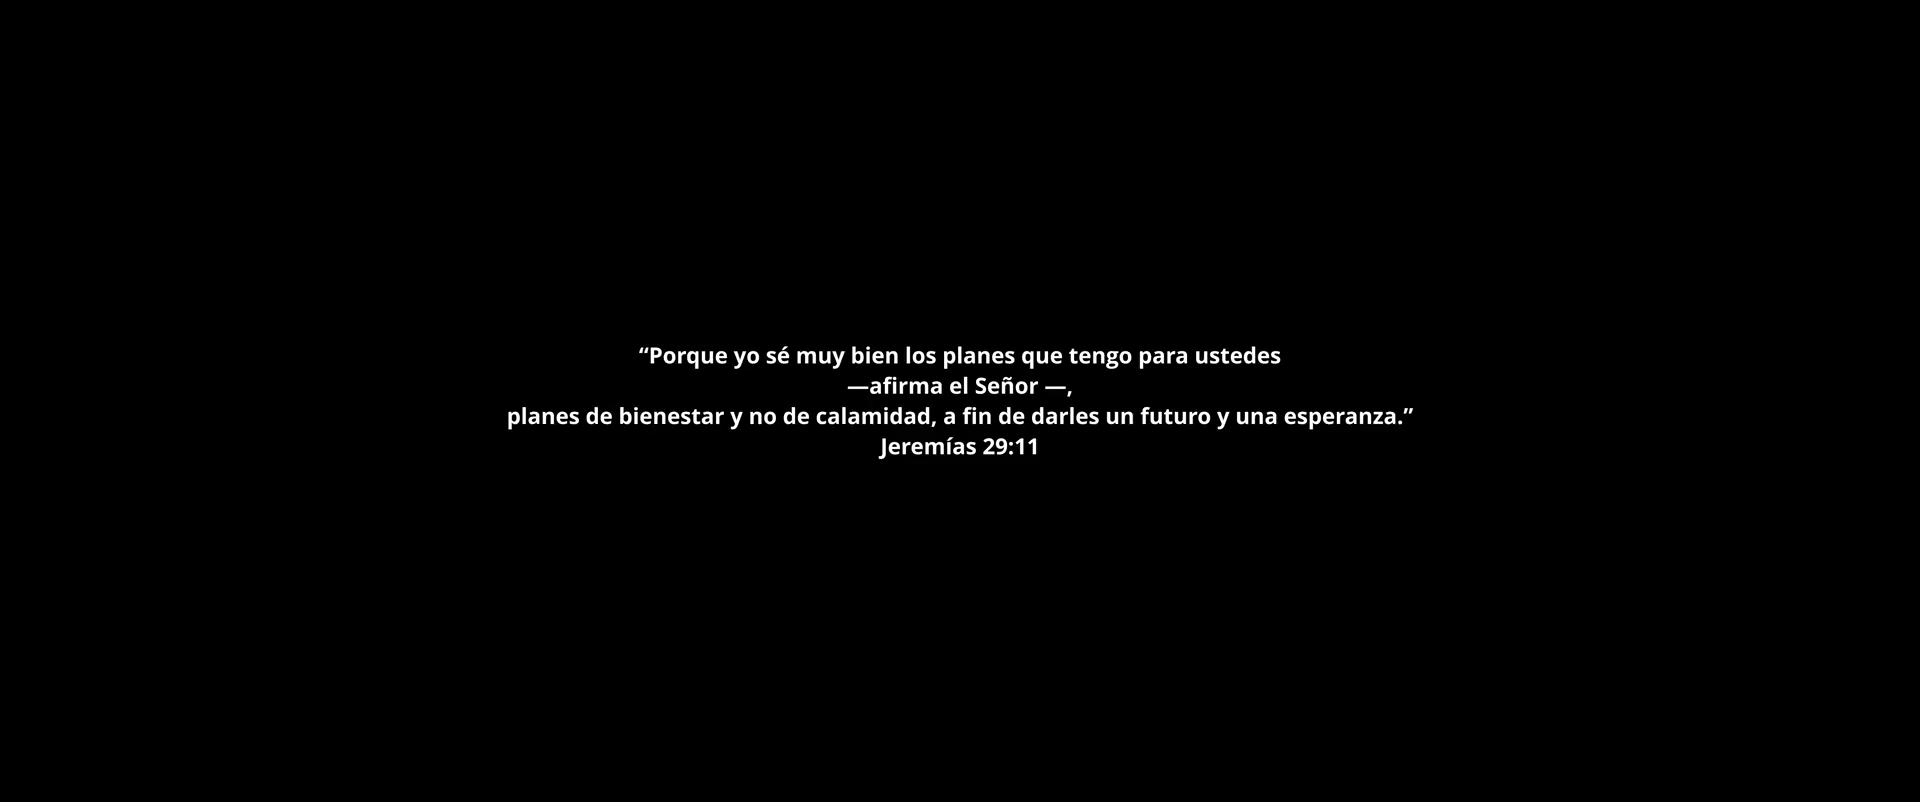 “Porque yo sé muy bien los planes que tengo para ustedes
—afirma el Señor —,
planes de bienestar y no de calamidad, a fin de darles un futuro y una esperanza.”
Jeremías 29:11